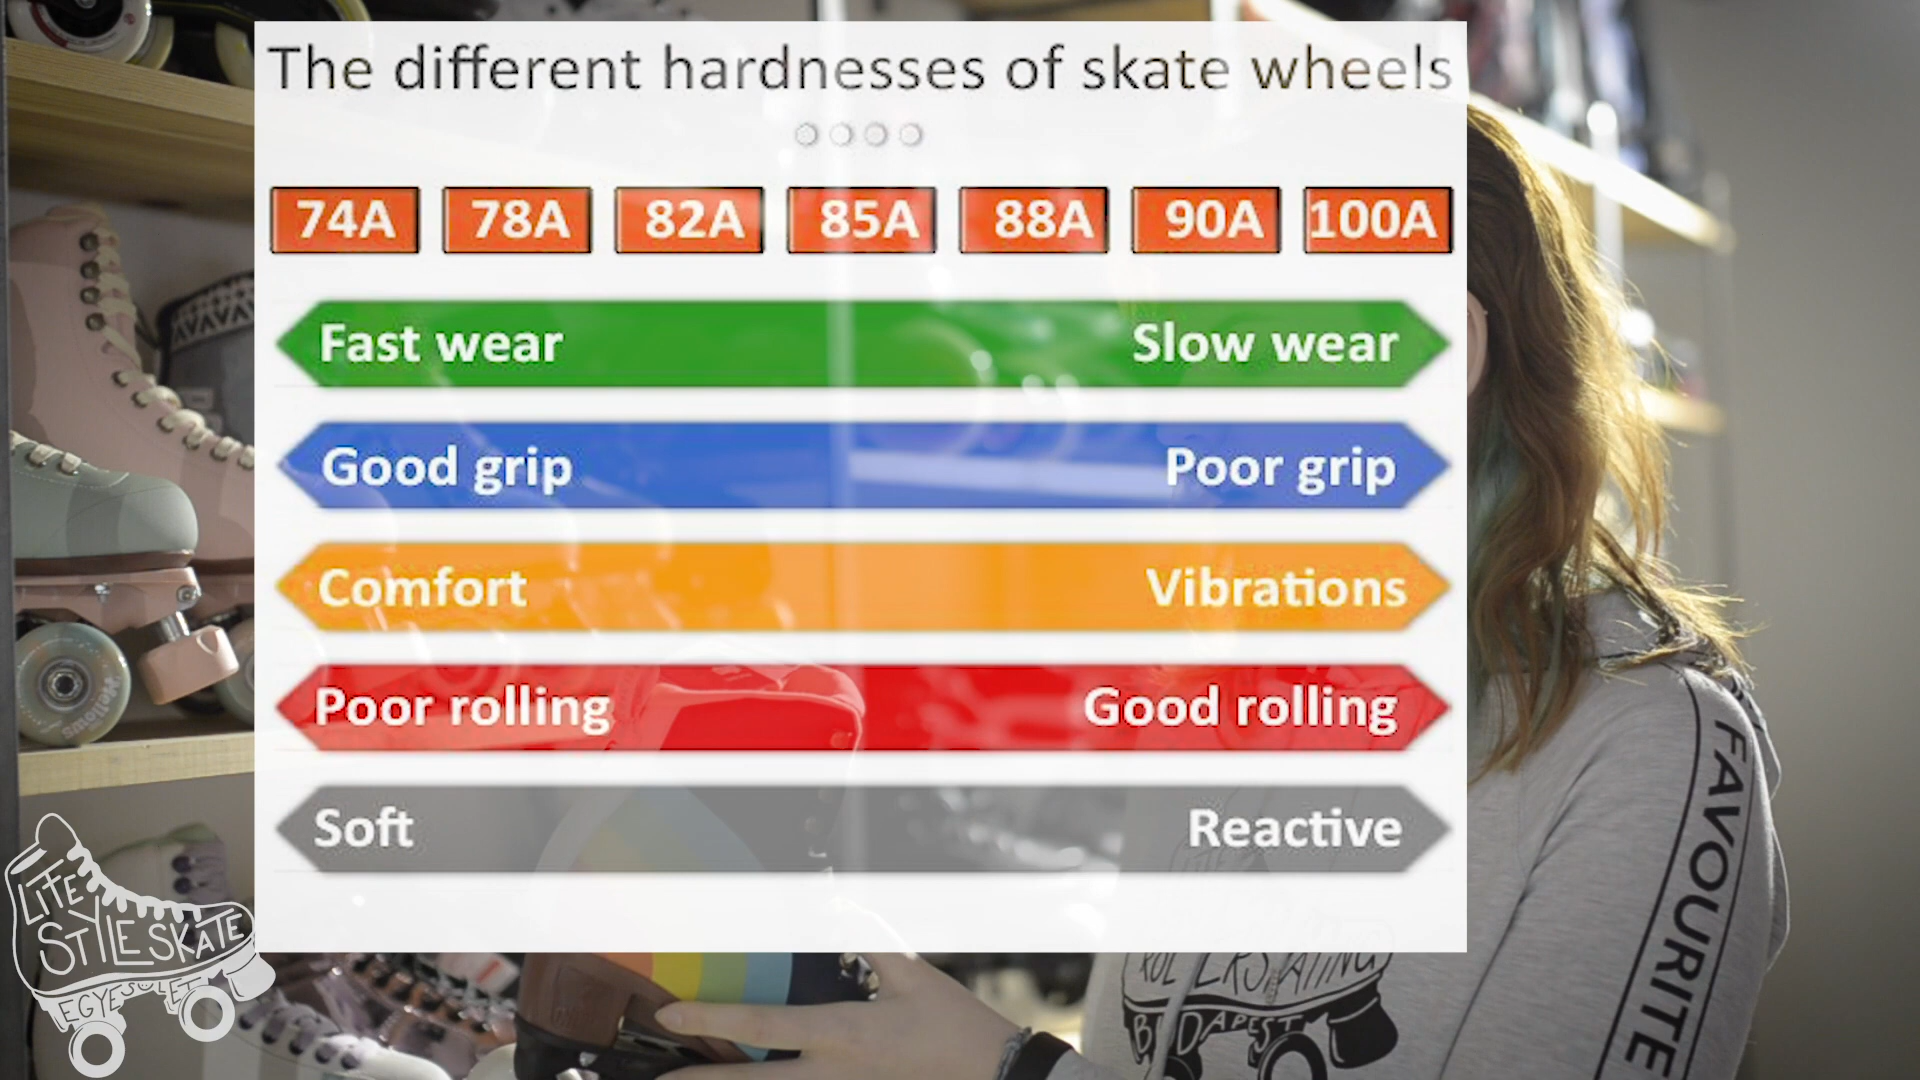 The different hardnesses of skate wheels
74A 78A 82A 85A 88A 90A 100A
Fast wear Slow wear
Good grip Poor grip
Comfort Vibrations
Poor rolling Good rolling
Soft Reactive
LIFE
STYLE SKATE
EGYESÜLET
ROLLERSKATING
BUDAPEST
FAVOURITE